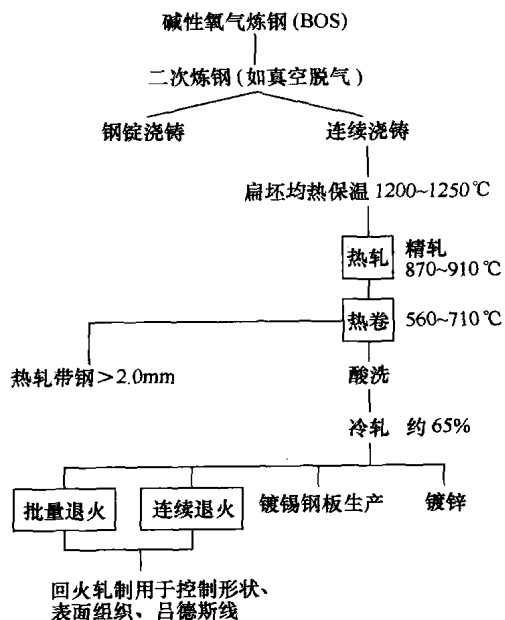 碱性氧气炼钢(BOS)
二次炼钢(如真空脱气)
钢锭浇铸
连续浇铸
扁坯均热保温 1200~1250℃
热轧
精轧
870~910℃
热卷
560~710℃
热轧带钢>2.0mm
酸洗
冷轧 约65%
批量退火
连续退火
镀锡钢板生产
镀锌
回火轧制用于控制形状、
表面组织、吕德斯线